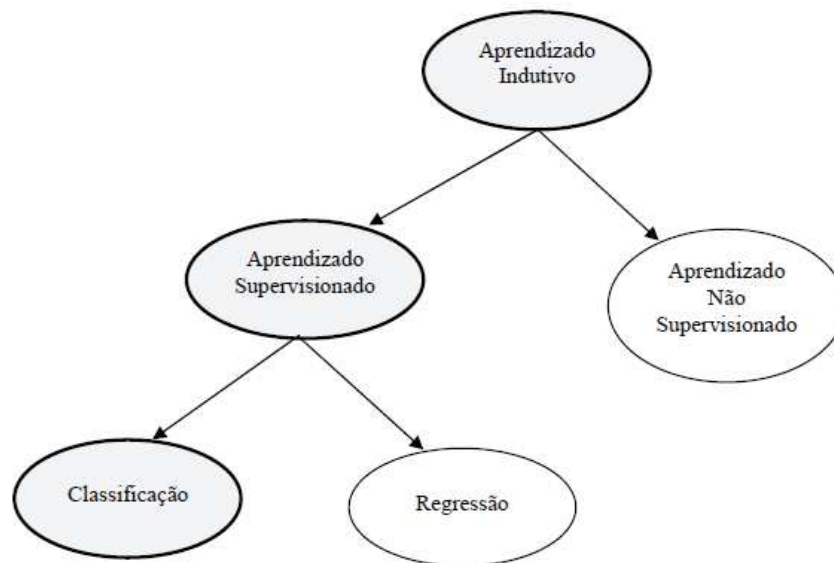 Aprendizado
Indutivo
Aprendizado
Supervisionado
Aprendizado
Não
Supervisionado
Classificação
Regressão